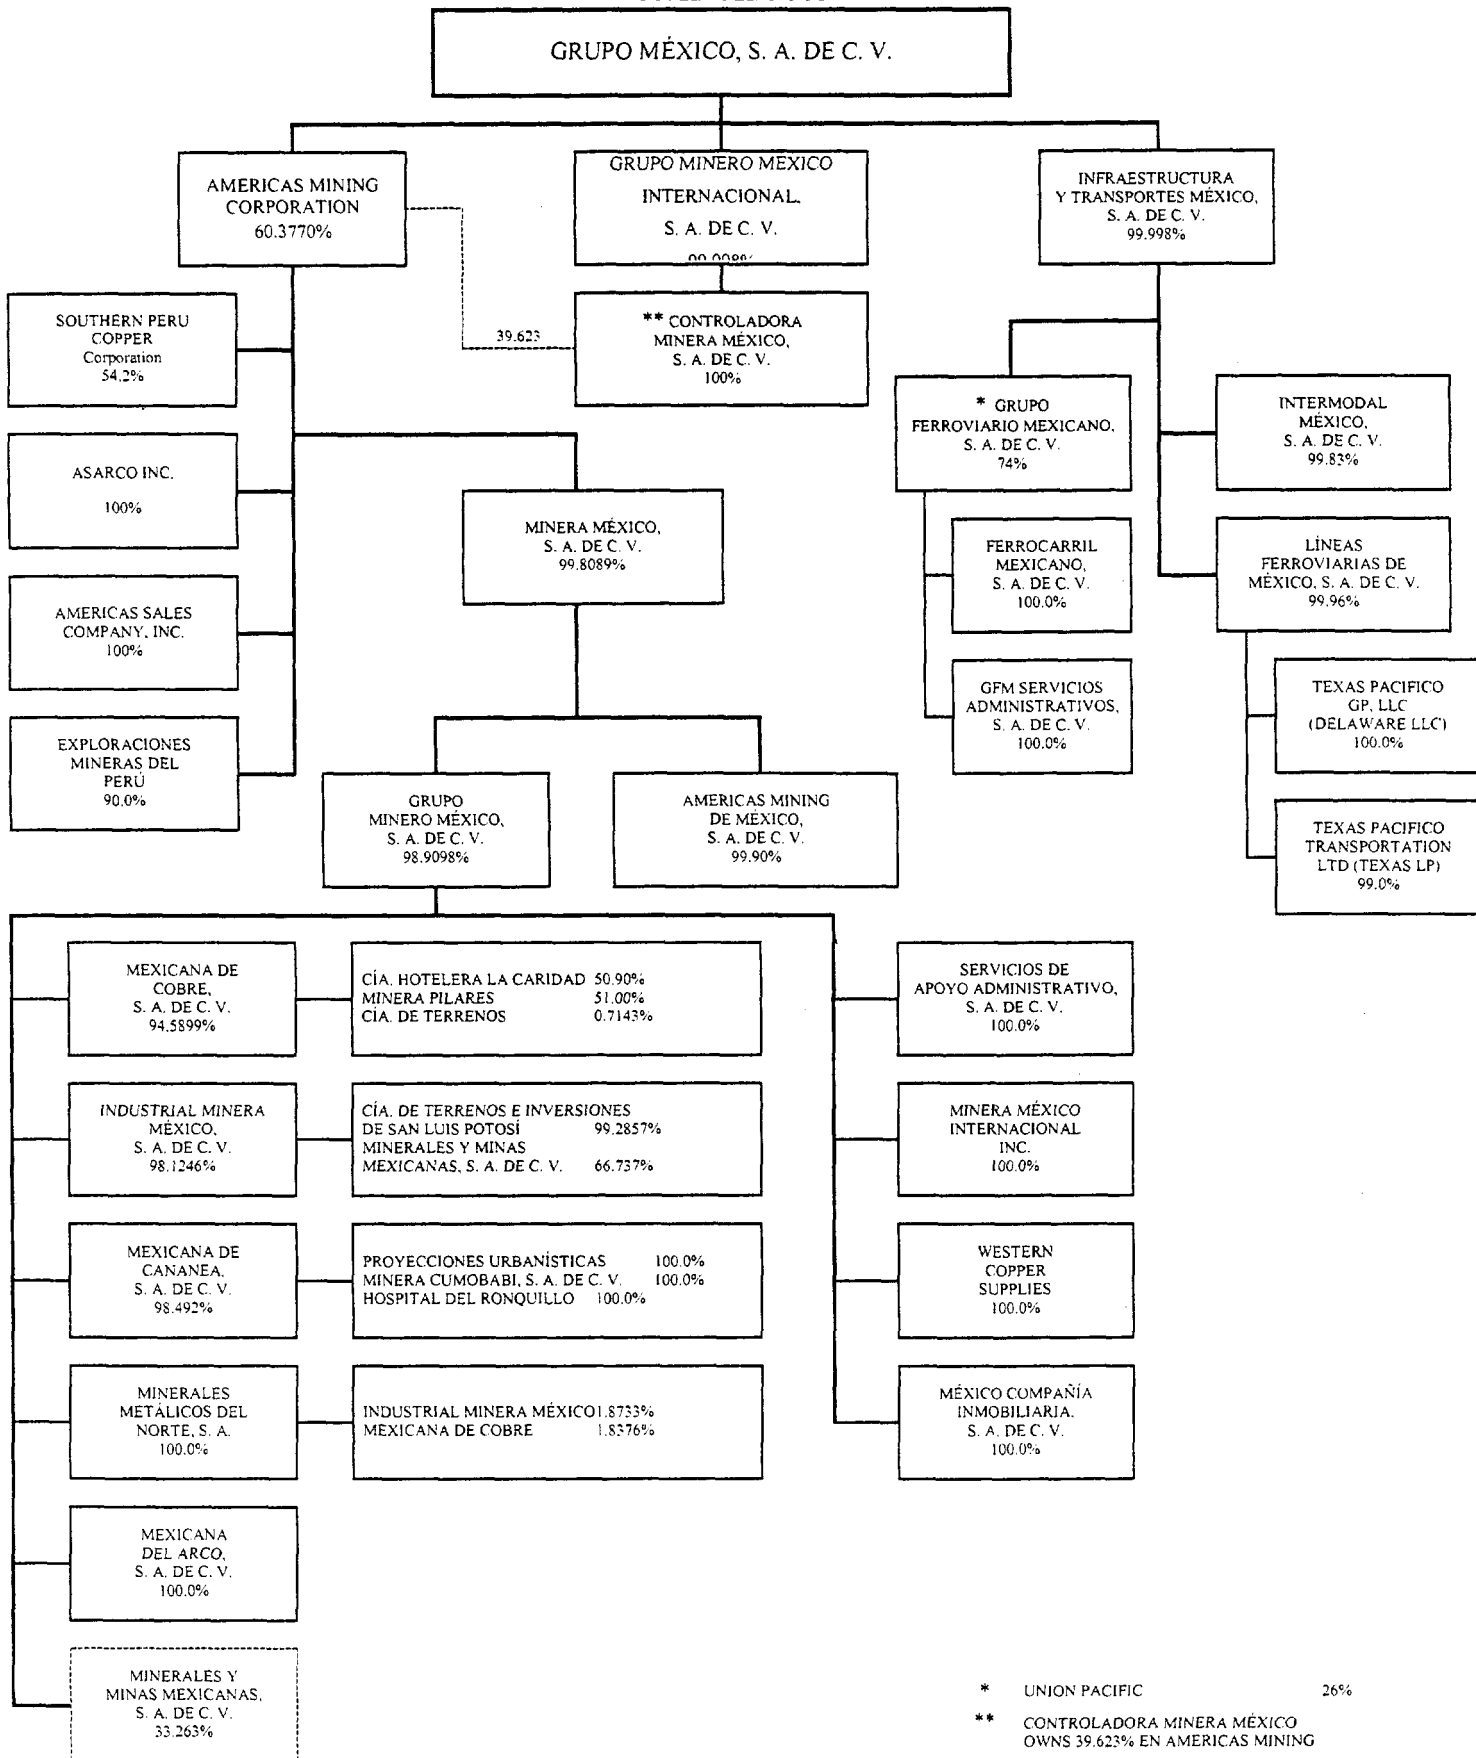 GRUPO MÉXICO, S. A. DE C. V.
AMERICAS MINING
CORPORATION
60.3770%
GRUPO MINERO MÉXICO
INTERNACIONAL,
S. A. DE C. V.
INFRAESTRUCTURA
Y TRANSPORTES MÉXICO,
S. A. DE C. V.
99.998%
SOUTHERN PERU
COPPER
Corporation
54.2%
39.623
** CONTROLADORA
MINERA MÉXICO,
S. A. DE C. V.
100%
* GRUPO
FERROVIARIO MEXICANO,
S. A. DE C. V.
74%
INTERMODAL
MÉXICO,
S. A. DE C. V.
99.83%
ASARCO INC.
100%
MINERA MÉXICO,
S. A. DE C. V.
99.8089%
FERROCARRIL
MEXICANO,
S. A. DE C. V.
100.0%
LÍNEAS
FERROVIARIAS DE
MÉXICO, S. A. DE C. V.
99.96%
AMERICAS SALES
COMPANY, INC.
100%
GFM SERVICIOS
ADMINISTRATIVOS,
S. A. DE C. V.
100.0%
TEXAS PACIFICO
GP, LLC
(DELAWARE LLC)
100.0%
EXPLORACIONES
MINERAS DEL
PERÚ
90.0%
GRUPO
MINERO MÉXICO,
S. A. DE C. V.
98.9098%
AMERICAS MINING
DE MÉXICO,
S. A. DE C. V.
99.90%
TEXAS PACIFICO
TRANSPORTATION
LTD (TEXAS LP)
99.0%
MEXICANA DE
COBRE,
S. A. DE C. V.
94.5899%
CÍA. HOTELERA LA CARIDAD 50.90%
MINERA PILARES 51.00%
CÍA. DE TERRENOS 0.7143%
SERVICIOS DE
APOYO ADMINISTRATIVO,
S. A. DE C. V.
100.0%
INDUSTRIAL MINERA
MÉXICO,
S. A. DE C. V.
98.1246%
CÍA. DE TERRENOS E INVERSIONES
DE SAN LUIS POTOSÍ 99.2857%
MINERALES Y MINAS
MEXICANAS, S. A. DE C. V. 66.737%
MINERA MÉXICO
INTERNACIONAL
INC.
100.0%
MEXICANA DE
CANANEA,
S. A. DE C. V.
98.492%
PROYECCIONES URBANÍSTICAS 100.0%
MINERA CUMOBABI, S. A. DE C. V. 100.0%
HOSPITAL DEL RONQUILLO 100.0%
WESTERN
COPPER
SUPPLIES
100.0%
MINERALES
METÁLICOS DEL
NORTE, S. A.
100.0%
INDUSTRIAL MINERA MÉXICO1.8733%
MEXICANA DE COBRE 1.8376%
MÉXICO COMPAÑÍA
INMOBILIARIA,
S. A. DE C. V.
100.0%
MEXICANA
DEL ARCO,
S. A. DE C. V.
100.0%
MINERALES Y
MINAS MEXICANAS,
S. A. DE C. V.
33.263%
* UNION PACIFIC 26%
** CONTROLADORA MINERA MÉXICO
OWNS 39.623% EN AMERICAS MINING